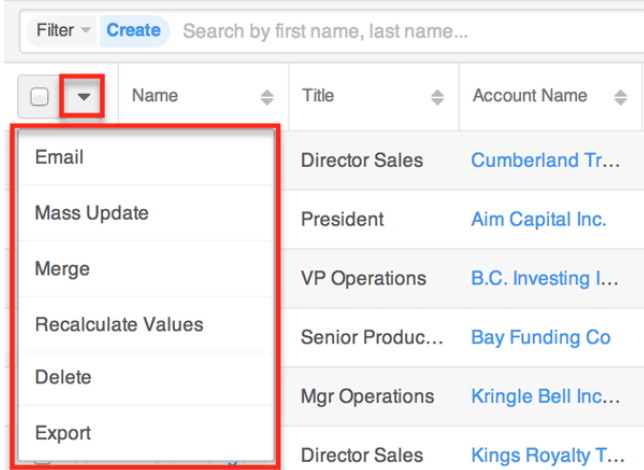 Filter Create Search by first name, last name...
Name Title Account Name
Email Director Sales Cumberland Tr...
Mass Update President Aim Capital Inc.
Merge VP Operations B.C. Investing I...
Recalculate Values Senior Produc... Bay Funding Co
Delete Mgr Operations Kringle Bell Inc...
Export Director Sales Kings Royalty T...